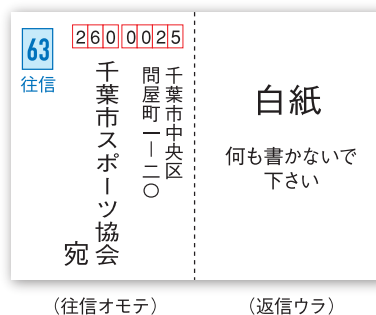 63
往信
2600025
千葉市中央区
問屋町一―二〇
千葉市スポーツ協会
宛
白紙
何も書かないで
下さい
（往信オモテ）
（返信ウラ）